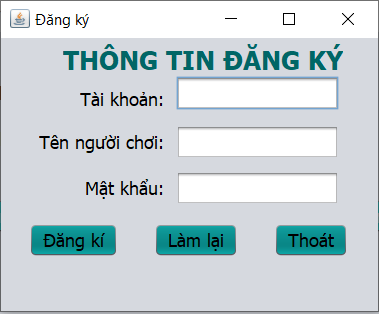 Đăng ký
THÔNG TIN ĐĂNG KÝ
Tài khoản:
Tên người chơi:
Mật khẩu:
Đăng kí Làm lại Thoát